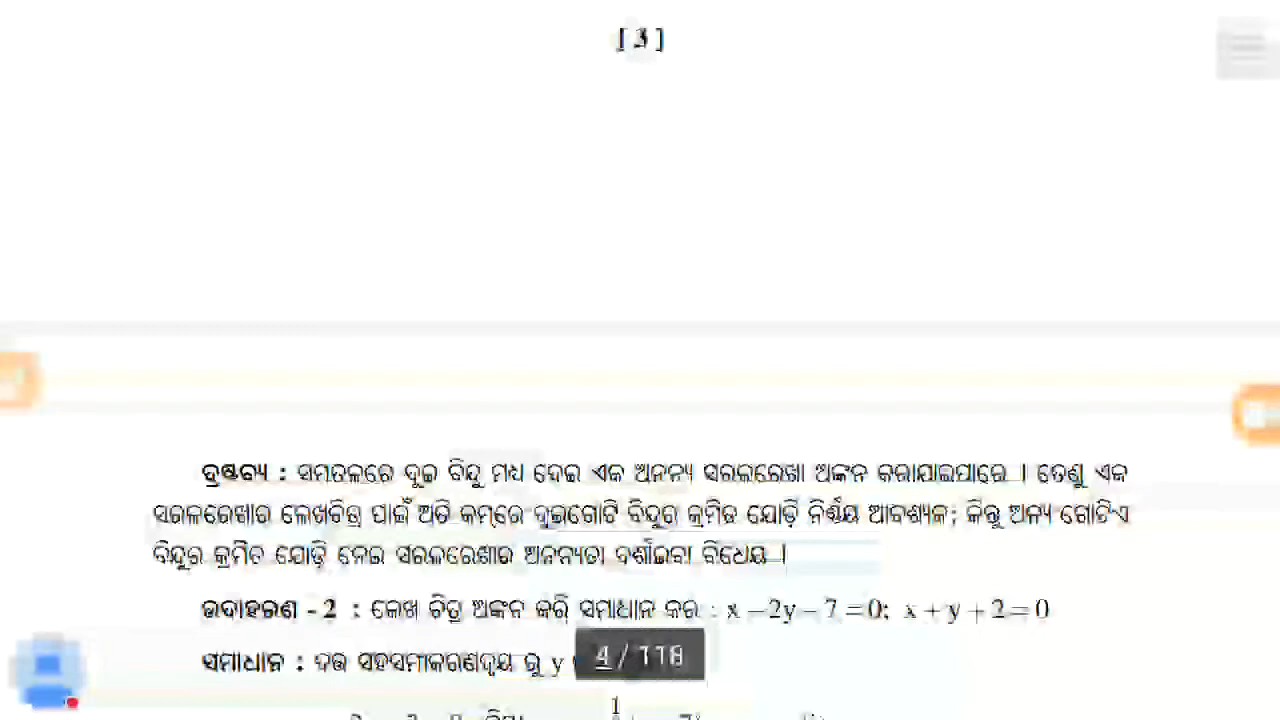 [ 3 ]
ଦ୍ରଷ୍ଟବ୍ୟ : ସମତଳରେ ଦୁଇ ବିନ୍ଦୁ ମଧ୍ୟ ଦେଇ ଏକ ଅନନ୍ୟ ସରଳରେଖା ଅଙ୍କନ କରାଯାଇପାରେ । ତେଣୁ ଏକ
ସରଳରେଖାର ଲେଖଚିତ୍ର ପାଇଁ ଅତି କମ୍‌ରେ ଦୁଇଗୋଟି ବିନ୍ଦୁର କ୍ରମିତ ଯୋଡ଼ି ନିର୍ଣ୍ଣୟ ଆବଶ୍ୟକ; କିନ୍ତୁ ଅନ୍ୟ ଗୋଟିଏ
ବିନ୍ଦୁର କ୍ରମିତ ଯୋଡ଼ି ନେଇ ସରଳରେଖାର ଅନନ୍ୟତା ଦର୍ଶାଇବା ବିଧେୟ ।
ଉଦାହରଣ - 2 : ଲେଖ ଚିତ୍ର ଅଙ୍କନ କରି ସମାଧାନ କର : x – 2y – 7 = 0; x + y + 2 = 0
ସମାଧାନ : ଦତ୍ତ ସହସମୀକରଣଦ୍ୱୟ ରୁ y
4 / 118